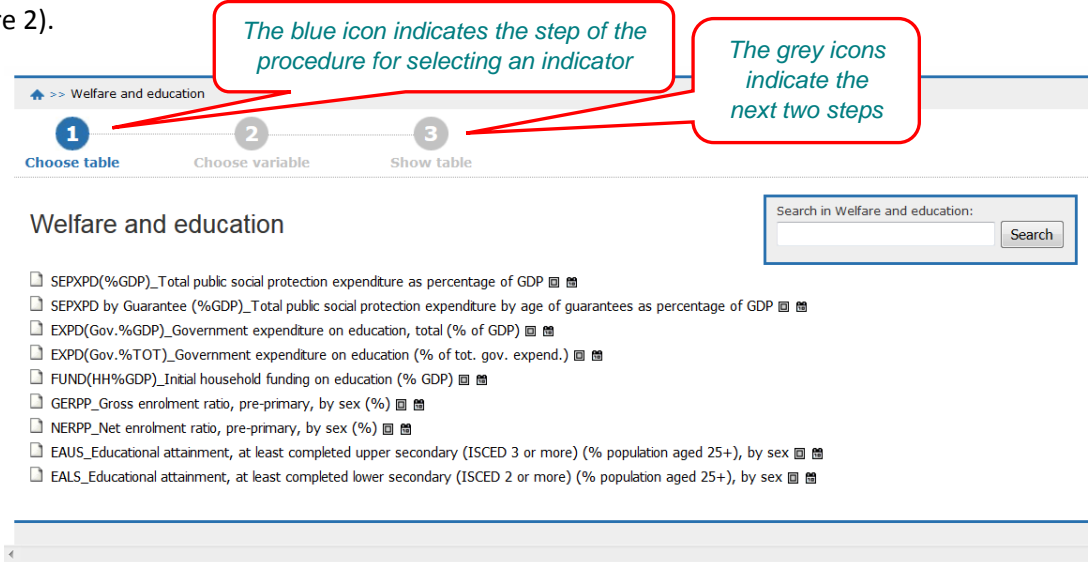 re 2).
The blue icon indicates the step of the
procedure for selecting an indicator
The grey icons
indicate the
next two steps
>> Welfare and education
1
2
3
Choose table
Choose variable
Show table
Welfare and education
Search in Welfare and education:
Search
SEPXPD(%GDP)_Total public social protection expenditure as percentage of GDP
SEPXPD by Guarantee (%GDP)_Total public social protection expenditure by age of guarantees as percentage of GDP
EXPD(Gov.%GDP)_Government expenditure on education, total (% of GDP)
EXPD(Gov.%TOT)_Government expenditure on education (% of tot. gov. expend.)
FUND(HH%GDP)_Initial household funding on education (% GDP)
GERPP_Gross enrolment ratio, pre-primary, by sex (%)
NERPP_Net enrolment ratio, pre-primary, by sex (%)
EAUS_Educational attainment, at least completed upper secondary (ISCED 3 or more) (% population aged 25+), by sex
EALS_Educational attainment, at least completed lower secondary (ISCED 2 or more) (% population aged 25+), by sex